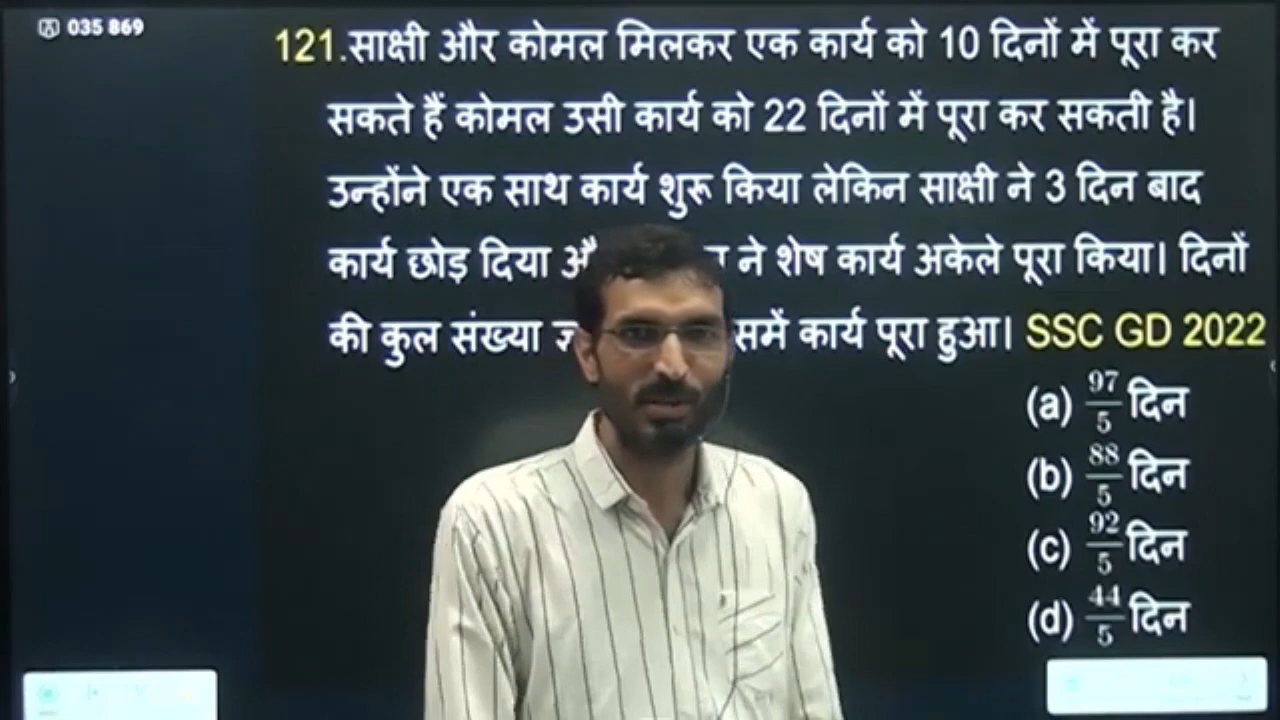 035 869
121.साक्षी और कोमल मिलकर एक कार्य को 10 दिनों में पूरा कर
सकते हैं कोमल उसी कार्य को 22 दिनों में पूरा कर सकती है।
उन्होंने एक साथ कार्य शुरू किया लेकिन साक्षी ने 3 दिन बाद
कार्य छोड़ दिया ने शेष कार्य अकेले पूरा किया। दिनों
की कुल संख्या कार्य पूरा हुआ। SSC GD 2022
(a) 97/5 दिन
(b) 88/5 दिन
(c) 92/5 दिन
(d) 44/5 दिन